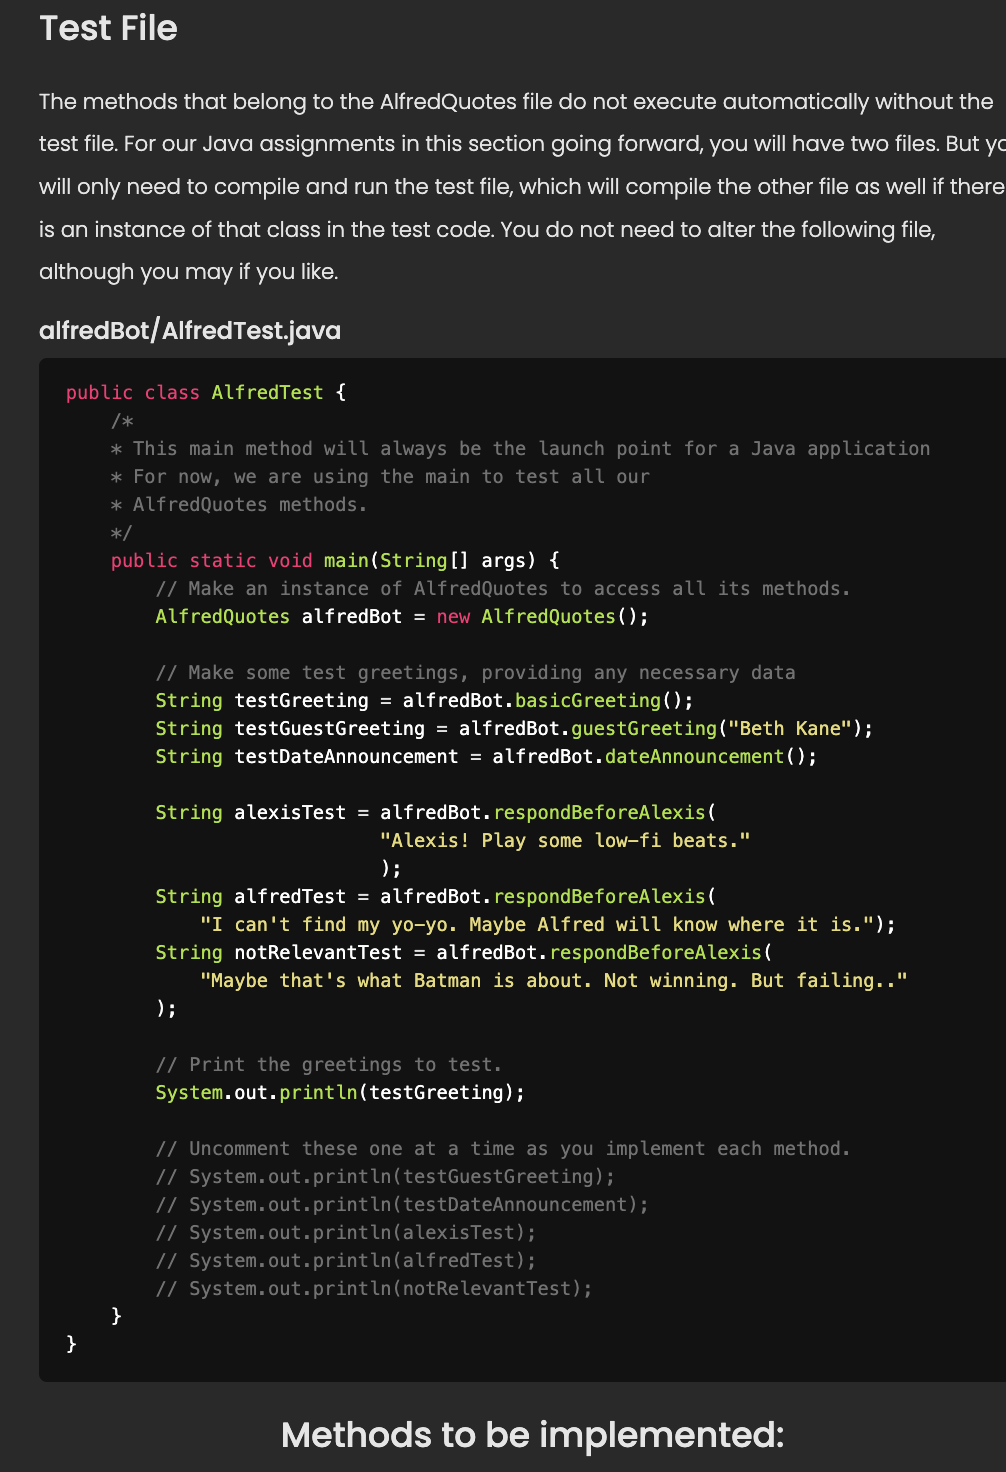 Test File
The methods that belong to the AlfredQuotes file do not execute automatically without the
test file. For our Java assignments in this section going forward, you will have two files. But yo
will only need to compile and run the test file, which will compile the other file as well if there
is an instance of that class in the test code. You do not need to alter the following file,
although you may if you like.
alfredBot/AlfredTest.java
public class AlfredTest {
    /*
    * This main method will always be the launch point for a Java application
    * For now, we are using the main to test all our
    * AlfredQuotes methods.
    */
    public static void main(String[] args) {
        // Make an instance of AlfredQuotes to access all its methods.
        AlfredQuotes alfredBot = new AlfredQuotes();

        // Make some test greetings, providing any necessary data
        String testGreeting = alfredBot.basicGreeting();
        String testGuestGreeting = alfredBot.guestGreeting("Beth Kane");
        String testDateAnnouncement = alfredBot.dateAnnouncement();

        String alexisTest = alfredBot.respondBeforeAlexis(
                            "Alexis! Play some low-fi beats."
                            );
        String alfredTest = alfredBot.respondBeforeAlexis(
            "I can't find my yo-yo. Maybe Alfred will know where it is.");
        String notRelevantTest = alfredBot.respondBeforeAlexis(
            "Maybe that's what Batman is about. Not winning. But failing.."
        );

        // Print the greetings to test.
        System.out.println(testGreeting);

        // Uncomment these one at a time as you implement each method.
        // System.out.println(testGuestGreeting);
        // System.out.println(testDateAnnouncement);
        // System.out.println(alexisTest);
        // System.out.println(alfredTest);
        // System.out.println(notRelevantTest);
    }
}
Methods to be implemented: